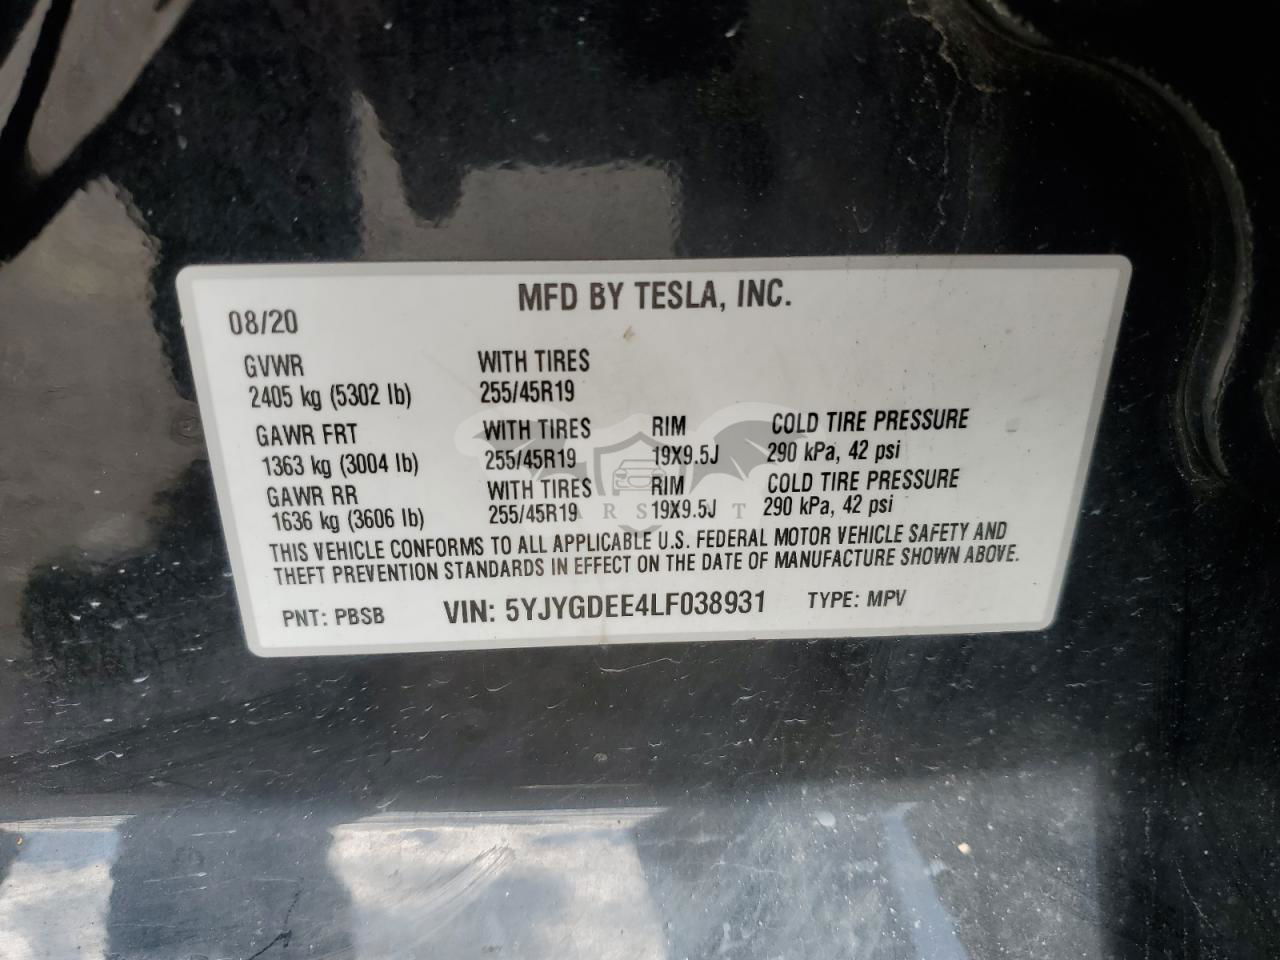 MFD BY TESLA, INC.
08/20
GVWR WITH TIRES
2405 kg (5302 lb) 255/45R19
GAWR FRT WITH TIRES RIM COLD TIRE PRESSURE
1363 kg (3004 lb) 255/45R19 19X9.5J 290 kPa, 42 psi
GAWR RR WITH TIRES RIM COLD TIRE PRESSURE
1636 kg (3606 lb) 255/45R19 19X9.5J 290 kPa, 42 psi
THIS VEHICLE CONFORMS TO ALL APPLICABLE U.S. FEDERAL MOTOR VEHICLE SAFETY AND
THEFT PREVENTION STANDARDS IN EFFECT ON THE DATE OF MANUFACTURE SHOWN ABOVE.
PNT: PBSB VIN: 5YJYGDEE4LF038931 TYPE: MPV